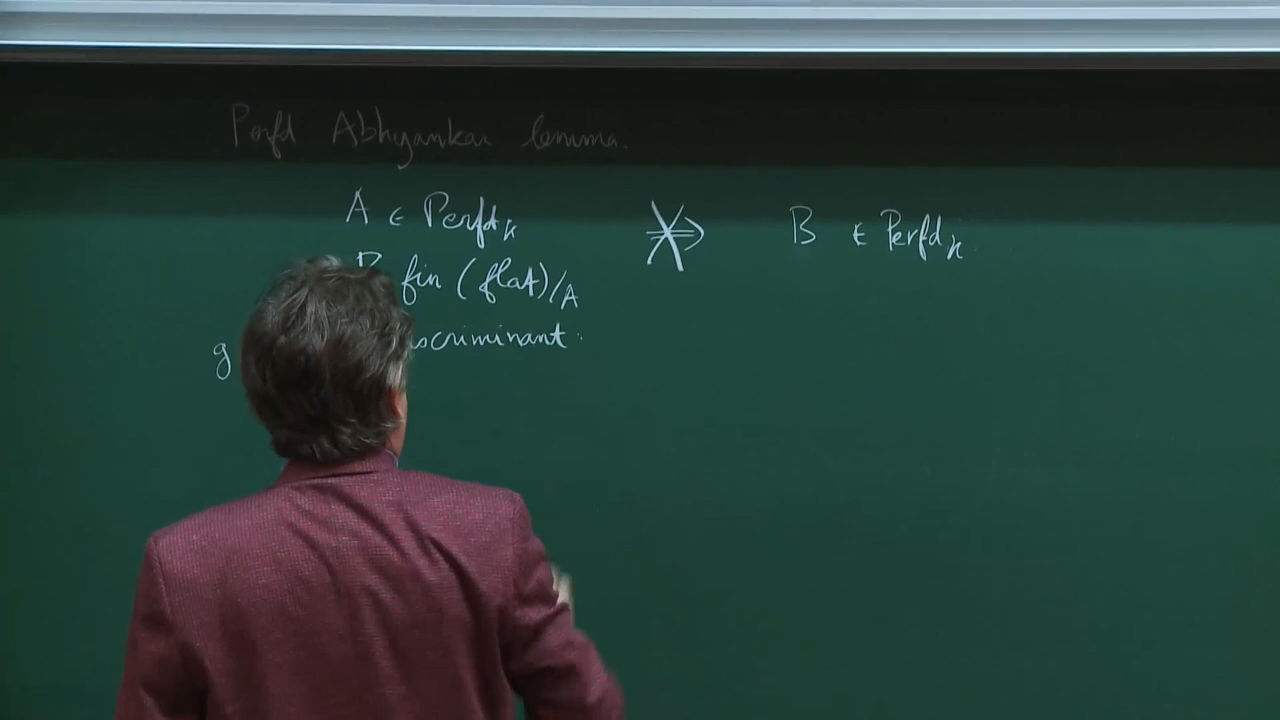 Perfd Abhyankar lemma.
A ∈ Perfd_K ⇏ B ∈ Perfd_K
B fin (flat)/A
g scriminant: